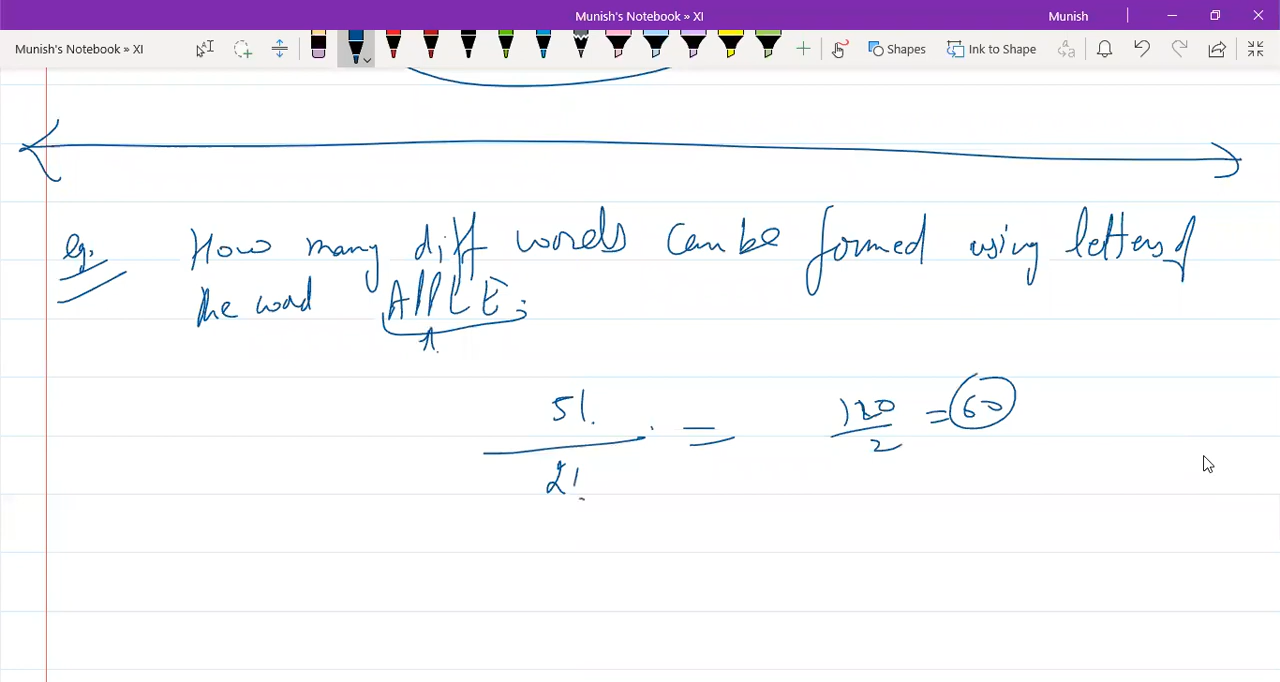 Munish's Notebook » XI
Munish
Munish's Notebook » XI
Shapes
Ink to Shape
eg. How many diff words can be formed using letters of
the word APPLE;
5!
2!
=
120
2
= 60